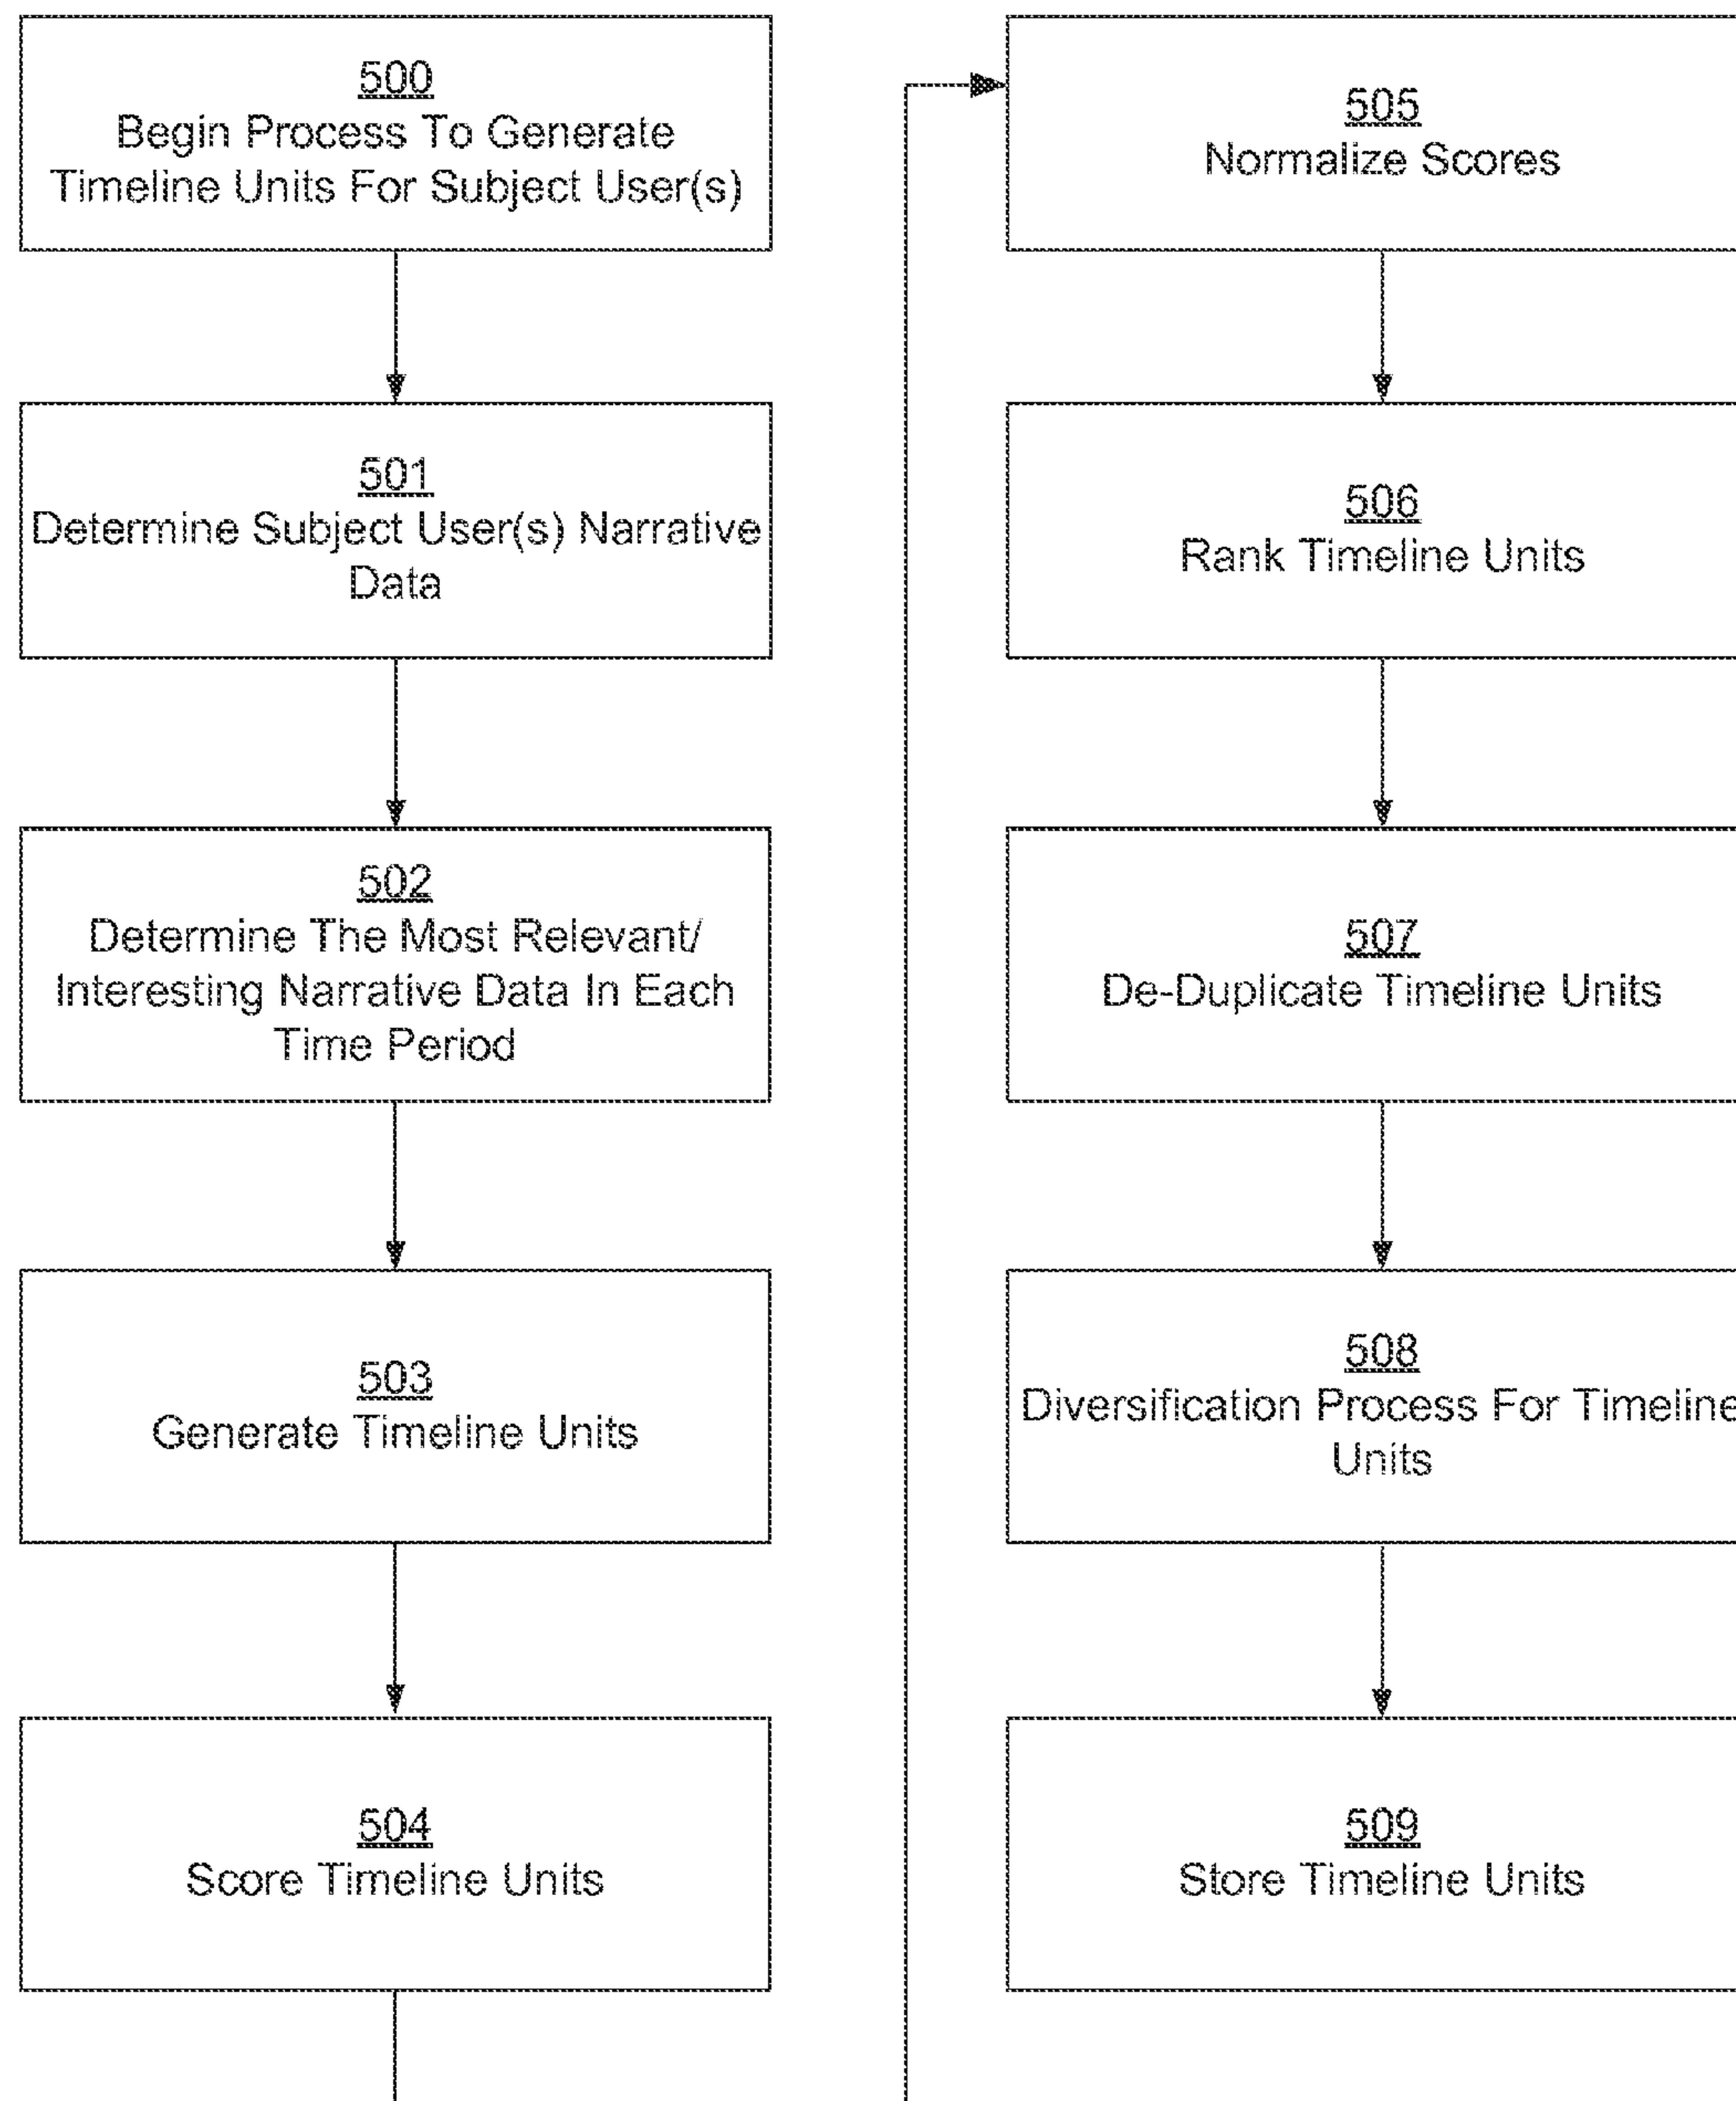 500
Begin Process To Generate
Timeline Units For Subject User(s)
501
Determine Subject User(s) Narrative
Data
502
Determine The Most Relevant/
Interesting Narrative Data In Each
Time Period
503
Generate Timeline Units
504
Score Timeline Units
505
Normalize Scores
506
Rank Timeline Units
507
De-Duplicate Timeline Units
508
Diversification Process For Timeline
Units
509
Store Timeline Units